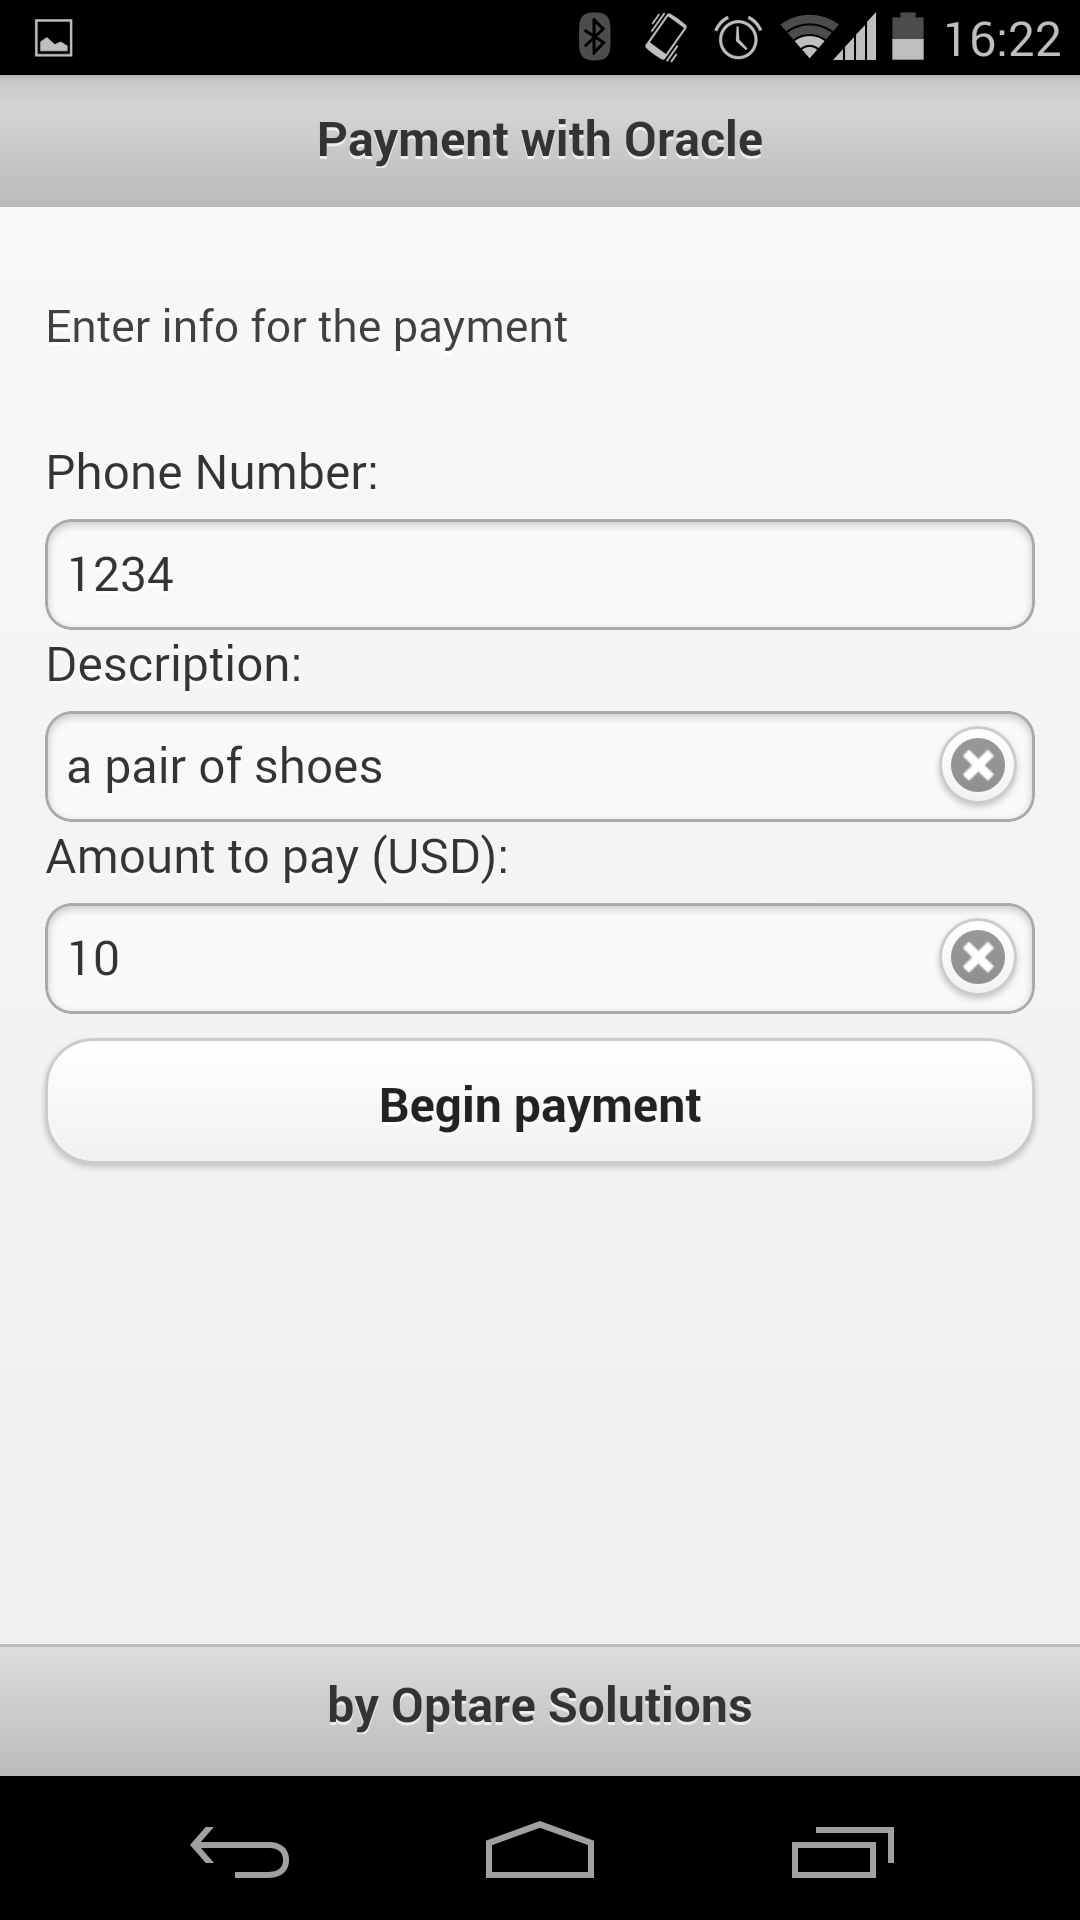 16:22
Payment with Oracle
Enter info for the payment
Phone Number:
1234
Description:
a pair of shoes
Amount to pay (USD):
10
Begin payment
by Optare Solutions